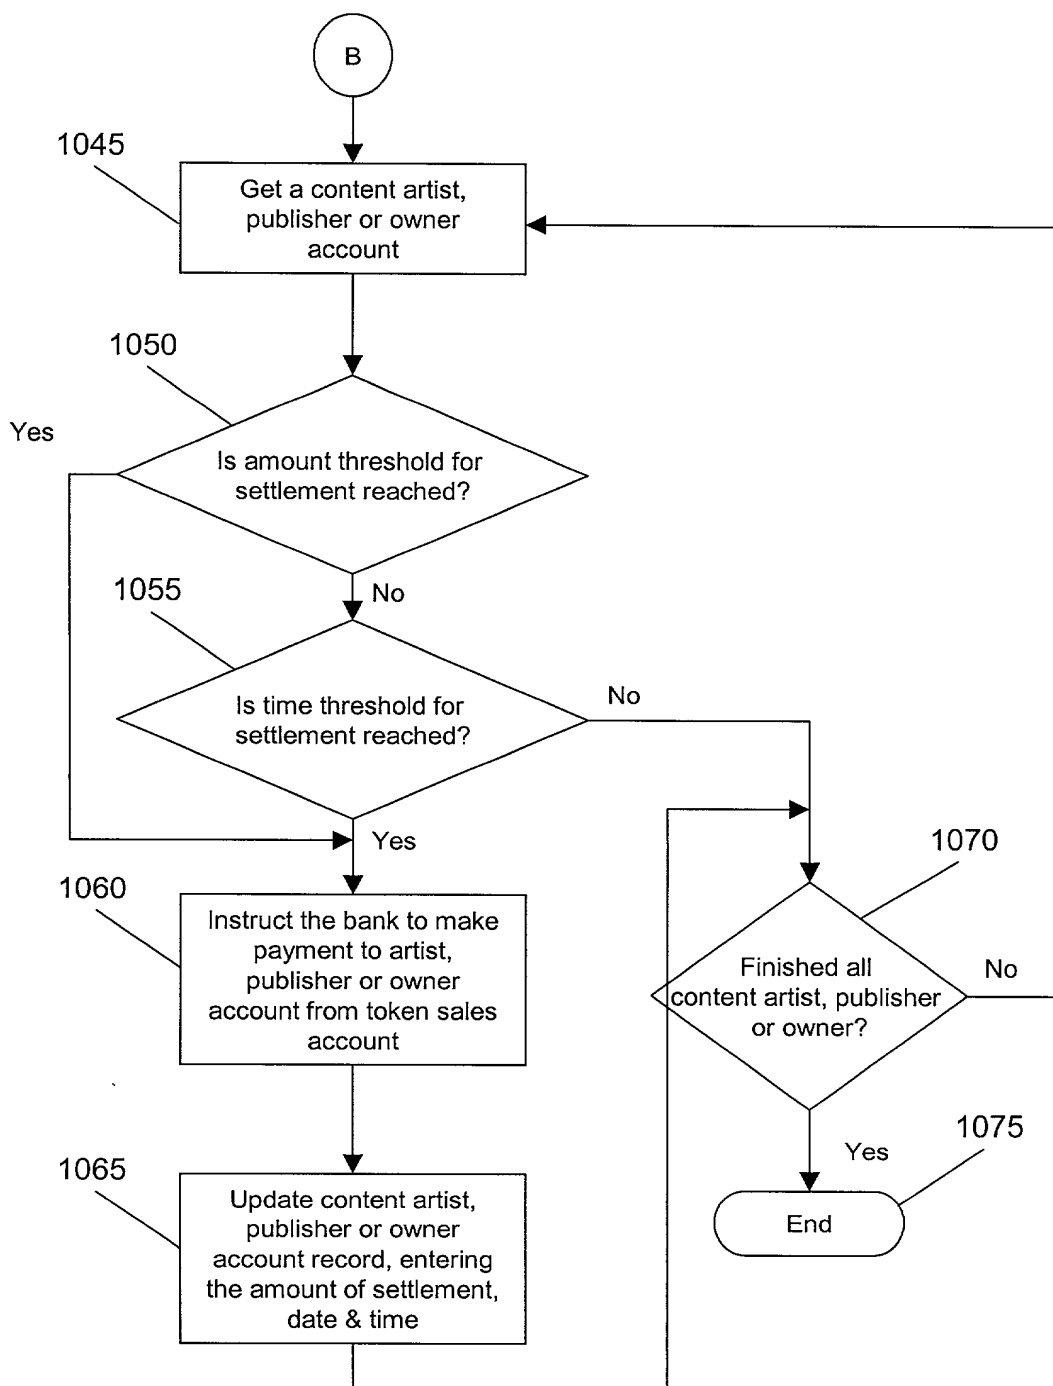 B
1045
Get a content artist,
publisher or owner
account
1050
Yes
Is amount threshold for
settlement reached?
No
1055
Is time threshold for
settlement reached?
No
Yes
1060
Instruct the bank to make
payment to artist,
publisher or owner
account from token sales
account
1070
Finished all
content artist, publisher
or owner?
No
1065
Update content artist,
publisher or owner
account record, entering
the amount of settlement,
date & time
Yes
1075
End